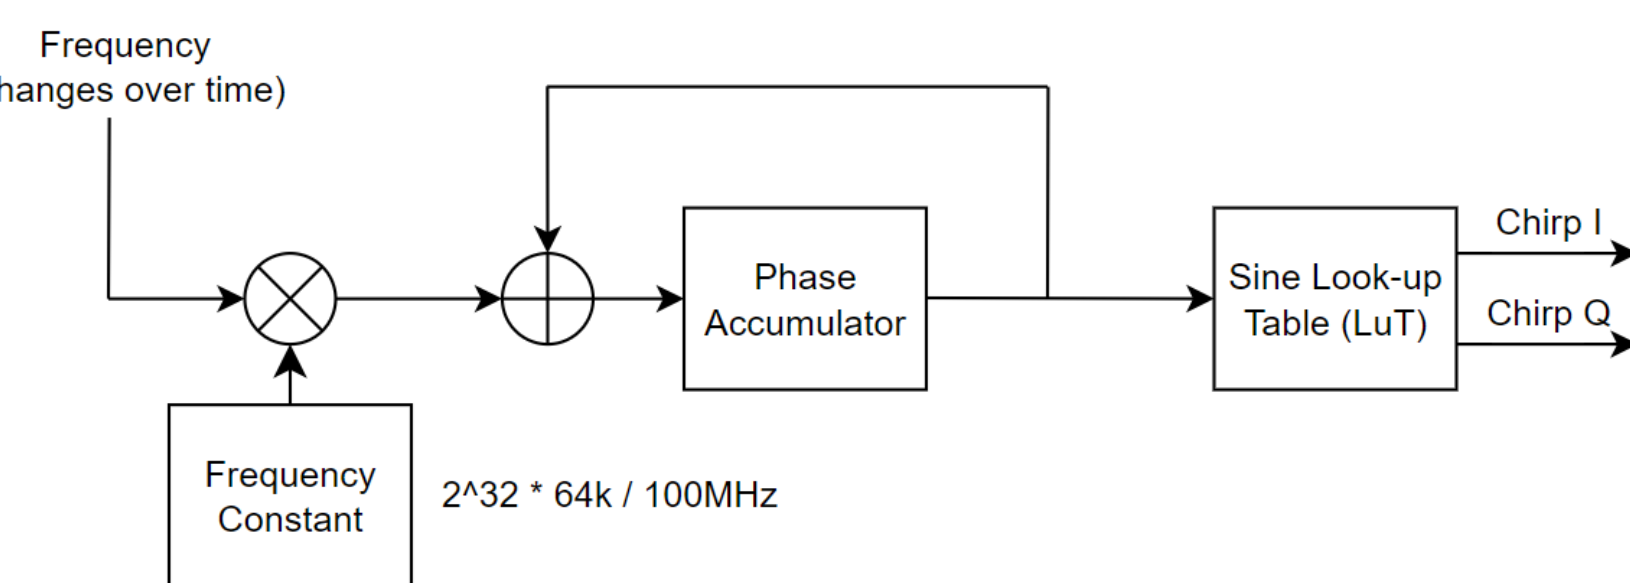 Frequency
hanges over time)
Phase
Accumulator
Sine Look-up
Table (LuT)
Chirp I
Chirp Q
Frequency
Constant
2^32 * 64k / 100MHz